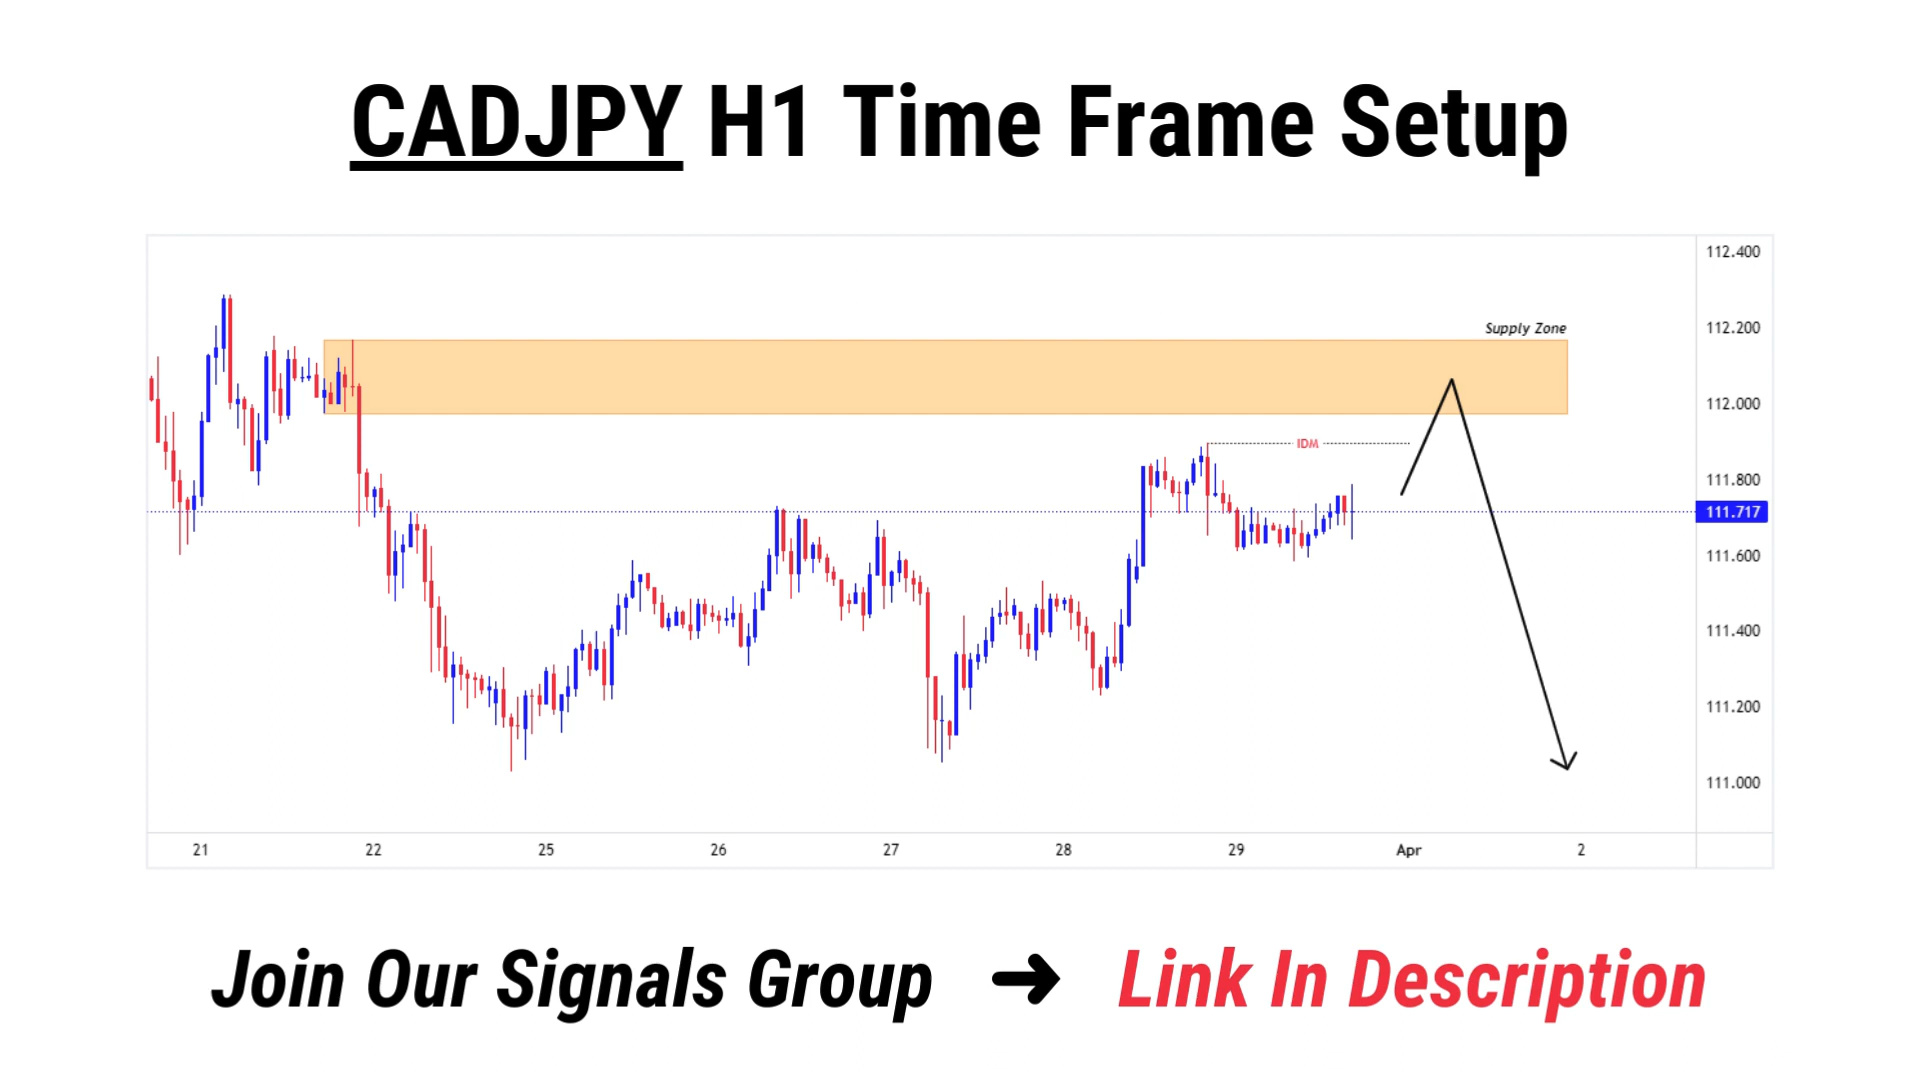 CADJPY H1 Time Frame Setup
112.400
Supply Zone
112.200
112.000
IDM
111.800
111.717
111.600
111.400
111.200
111.000
21 22 25 26 27 28 29 Apr 2
Join Our Signals Group ➜ Link In Description